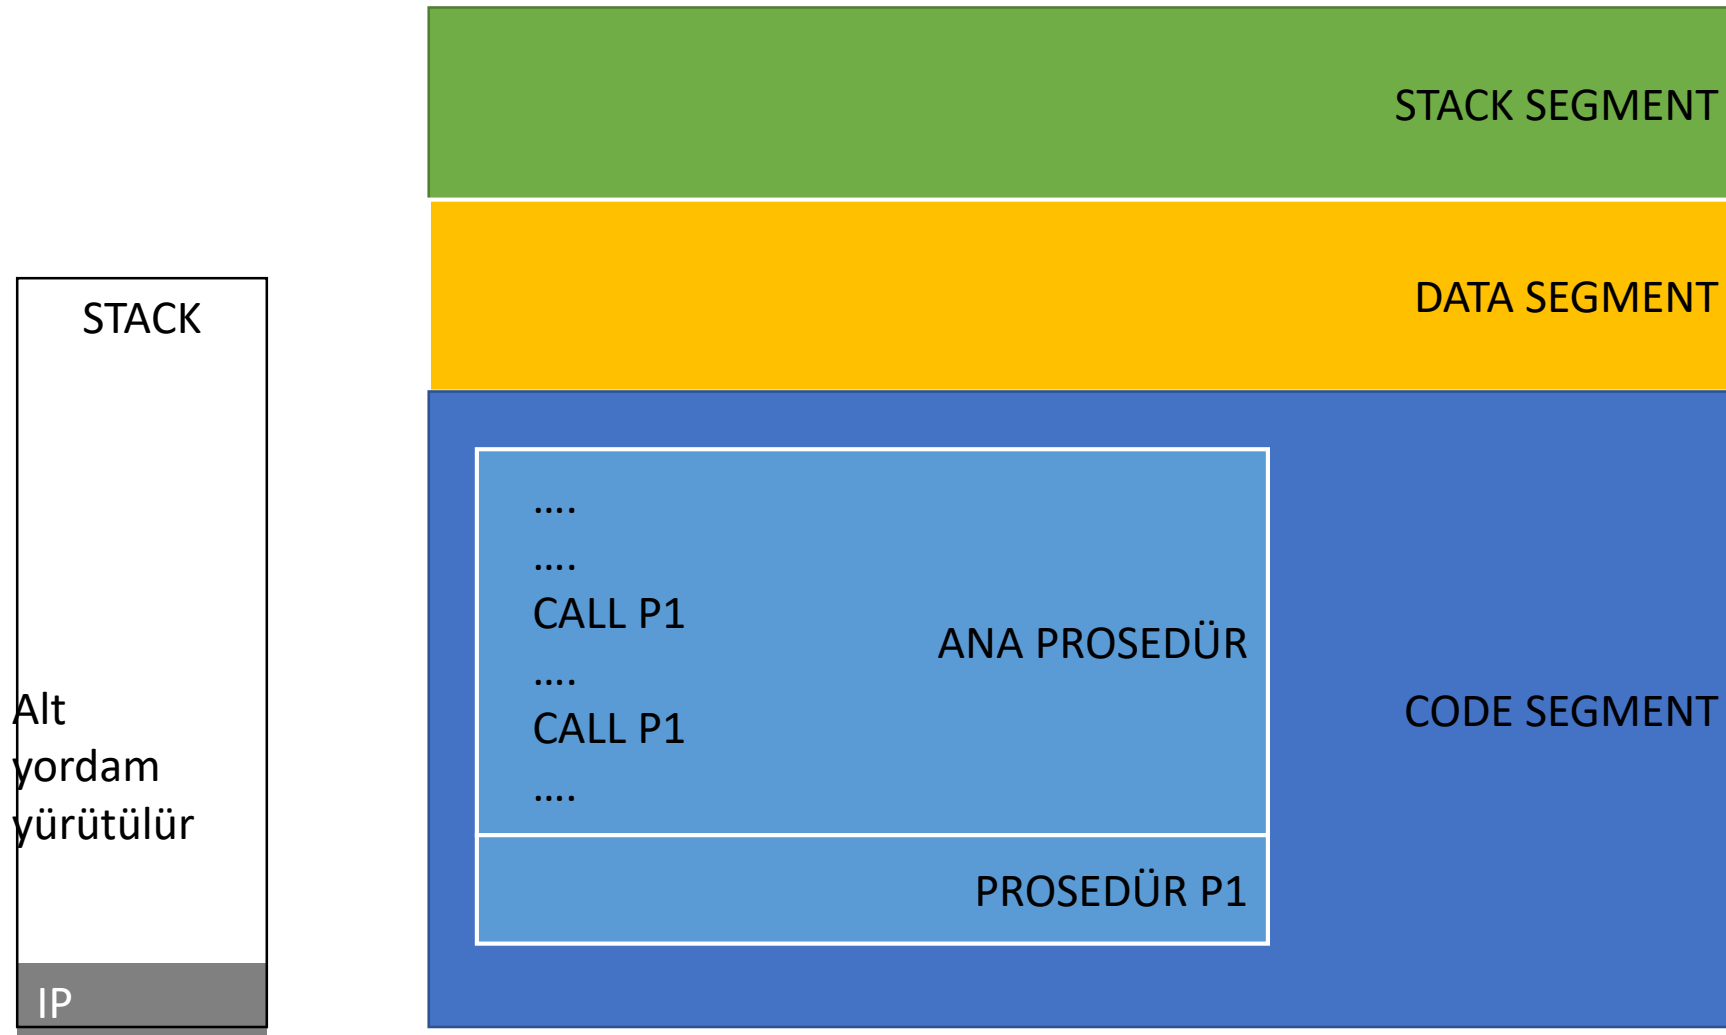 STACK SEGMENT
DATA SEGMENT
STACK
Alt
yordam
yürütülür
IP
....
....
CALL P1
....
CALL P1
....
ANA PROSEDÜR
PROSEDÜR P1
CODE SEGMENT